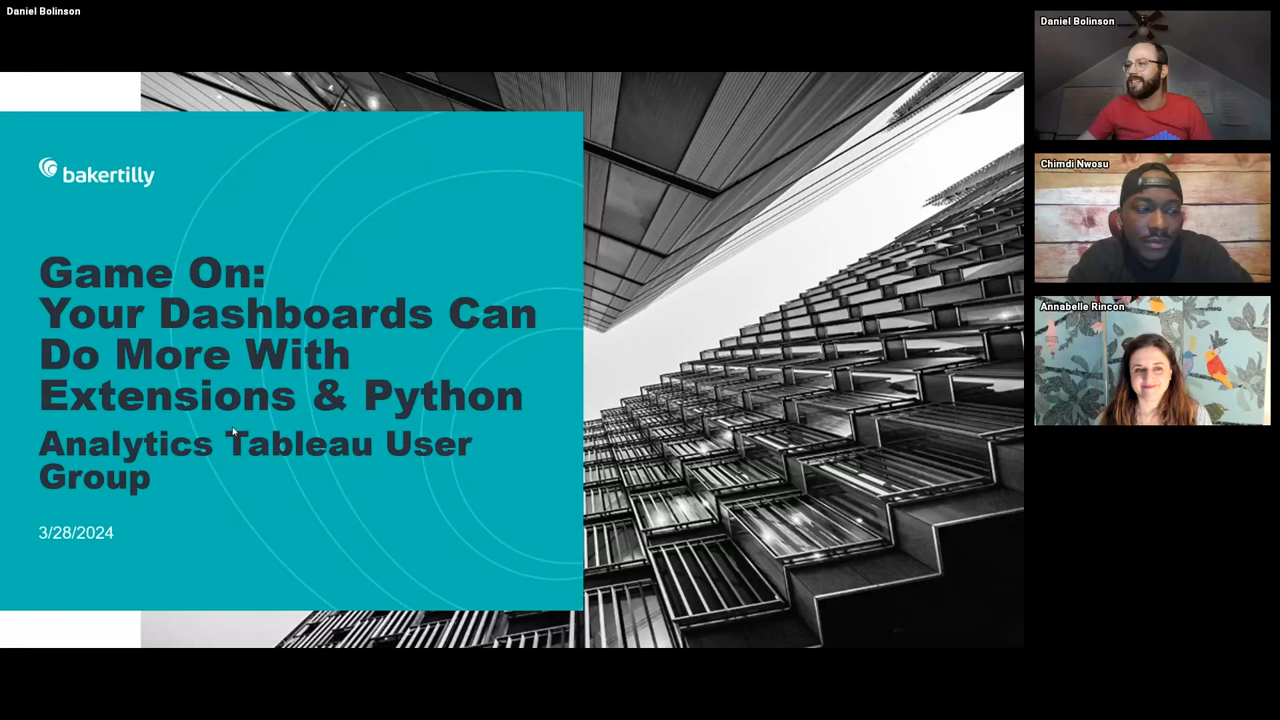 Daniel Bolinson
bakertilly
Game On:
Your Dashboards Can
Do More With
Extensions & Python
Analytics Tableau User
Group
3/28/2024
Daniel Bolinson
Chimdi Nwosu
Annabelle Rincon